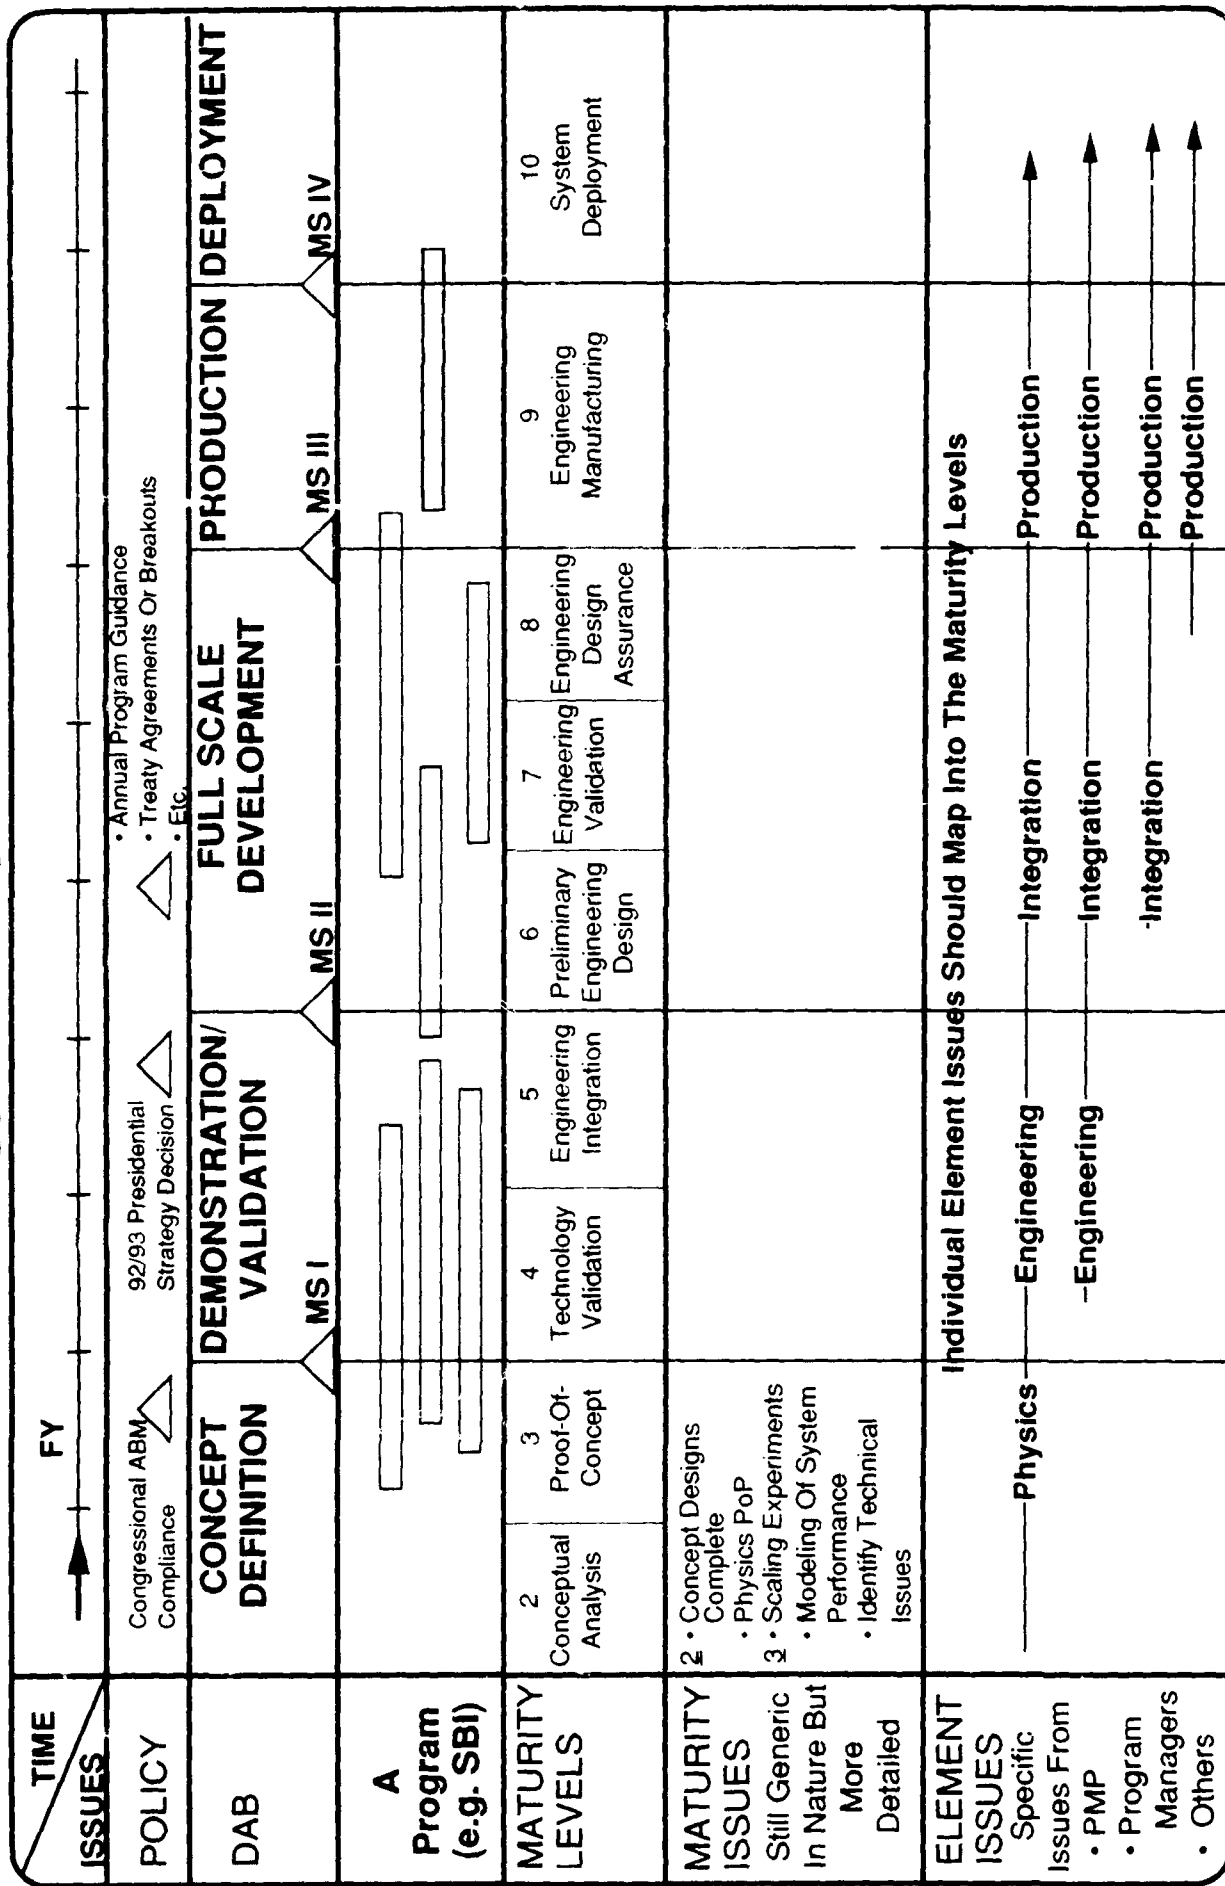 TIME
ISSUES
FY
POLICY
Congressional ABM
Compliance
92/93 Presidential
Strategy Decision
• Annual Program Guidance
• Treaty Agreements Or Breakouts
• Etc.
DAB
CONCEPT
DEFINITION
DEMONSTRATION/
VALIDATION
FULL SCALE
DEVELOPMENT
PRODUCTION
DEPLOYMENT
MS I
MS II
MS III
MS IV
A
Program
(e.g. SBI)
MATURITY
LEVELS
2
Conceptual
Analysis
3
Proof-Of-
Concept
4
Technology
Validation
5
Engineering
Integration
6
Preliminary
Engineering
Design
7
Engineering
Validation
8
Engineering
Design
Assurance
9
Engineering
Manufacturing
10
System
Deployment
MATURITY
ISSUES
Still Generic
In Nature But
More
Detailed
2 • Concept Designs
Complete
• Physics PoP
3 • Scaling Experiments
• Modeling Of System
Performance
• Identify Technical
Issues
ELEMENT
ISSUES
Specific
Issues From
• PMP
• Program
Managers
• Others
Individual Element Issues Should Map Into The Maturity Levels
Physics Engineering Integration Production
Engineering Integration Production
Integration Production
Production